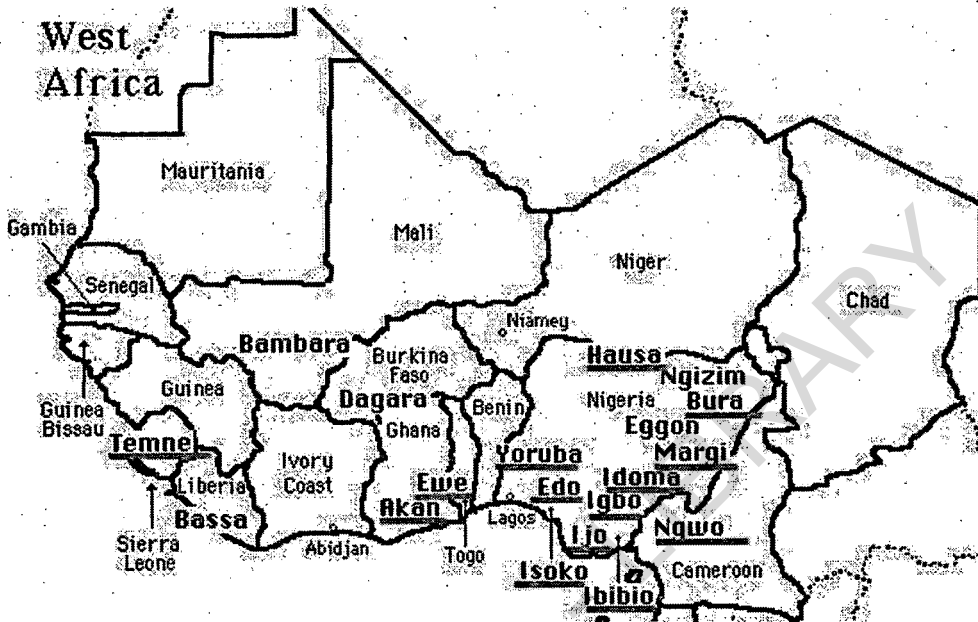 West
Africa
Mauritania
Gambia
Mali
Niger
Senegal
Chad
Niamey
Bambara
Hausa
Burkina
Faso
Ngizim
Guinea
Dagara
Benin
Nigeria
Bura
Guinea
Bissau
Ghana
Eggon
Temne
Yoruba
Margi
Ivory
Coast
Idoma
Liberia
Ewe
Edo
Igbo
Akan
Lagos
Bassa
Ijo
Ngwo
Sierra
Leone
Abidjan
Togo
Isoko
Cameroon
Ibibio